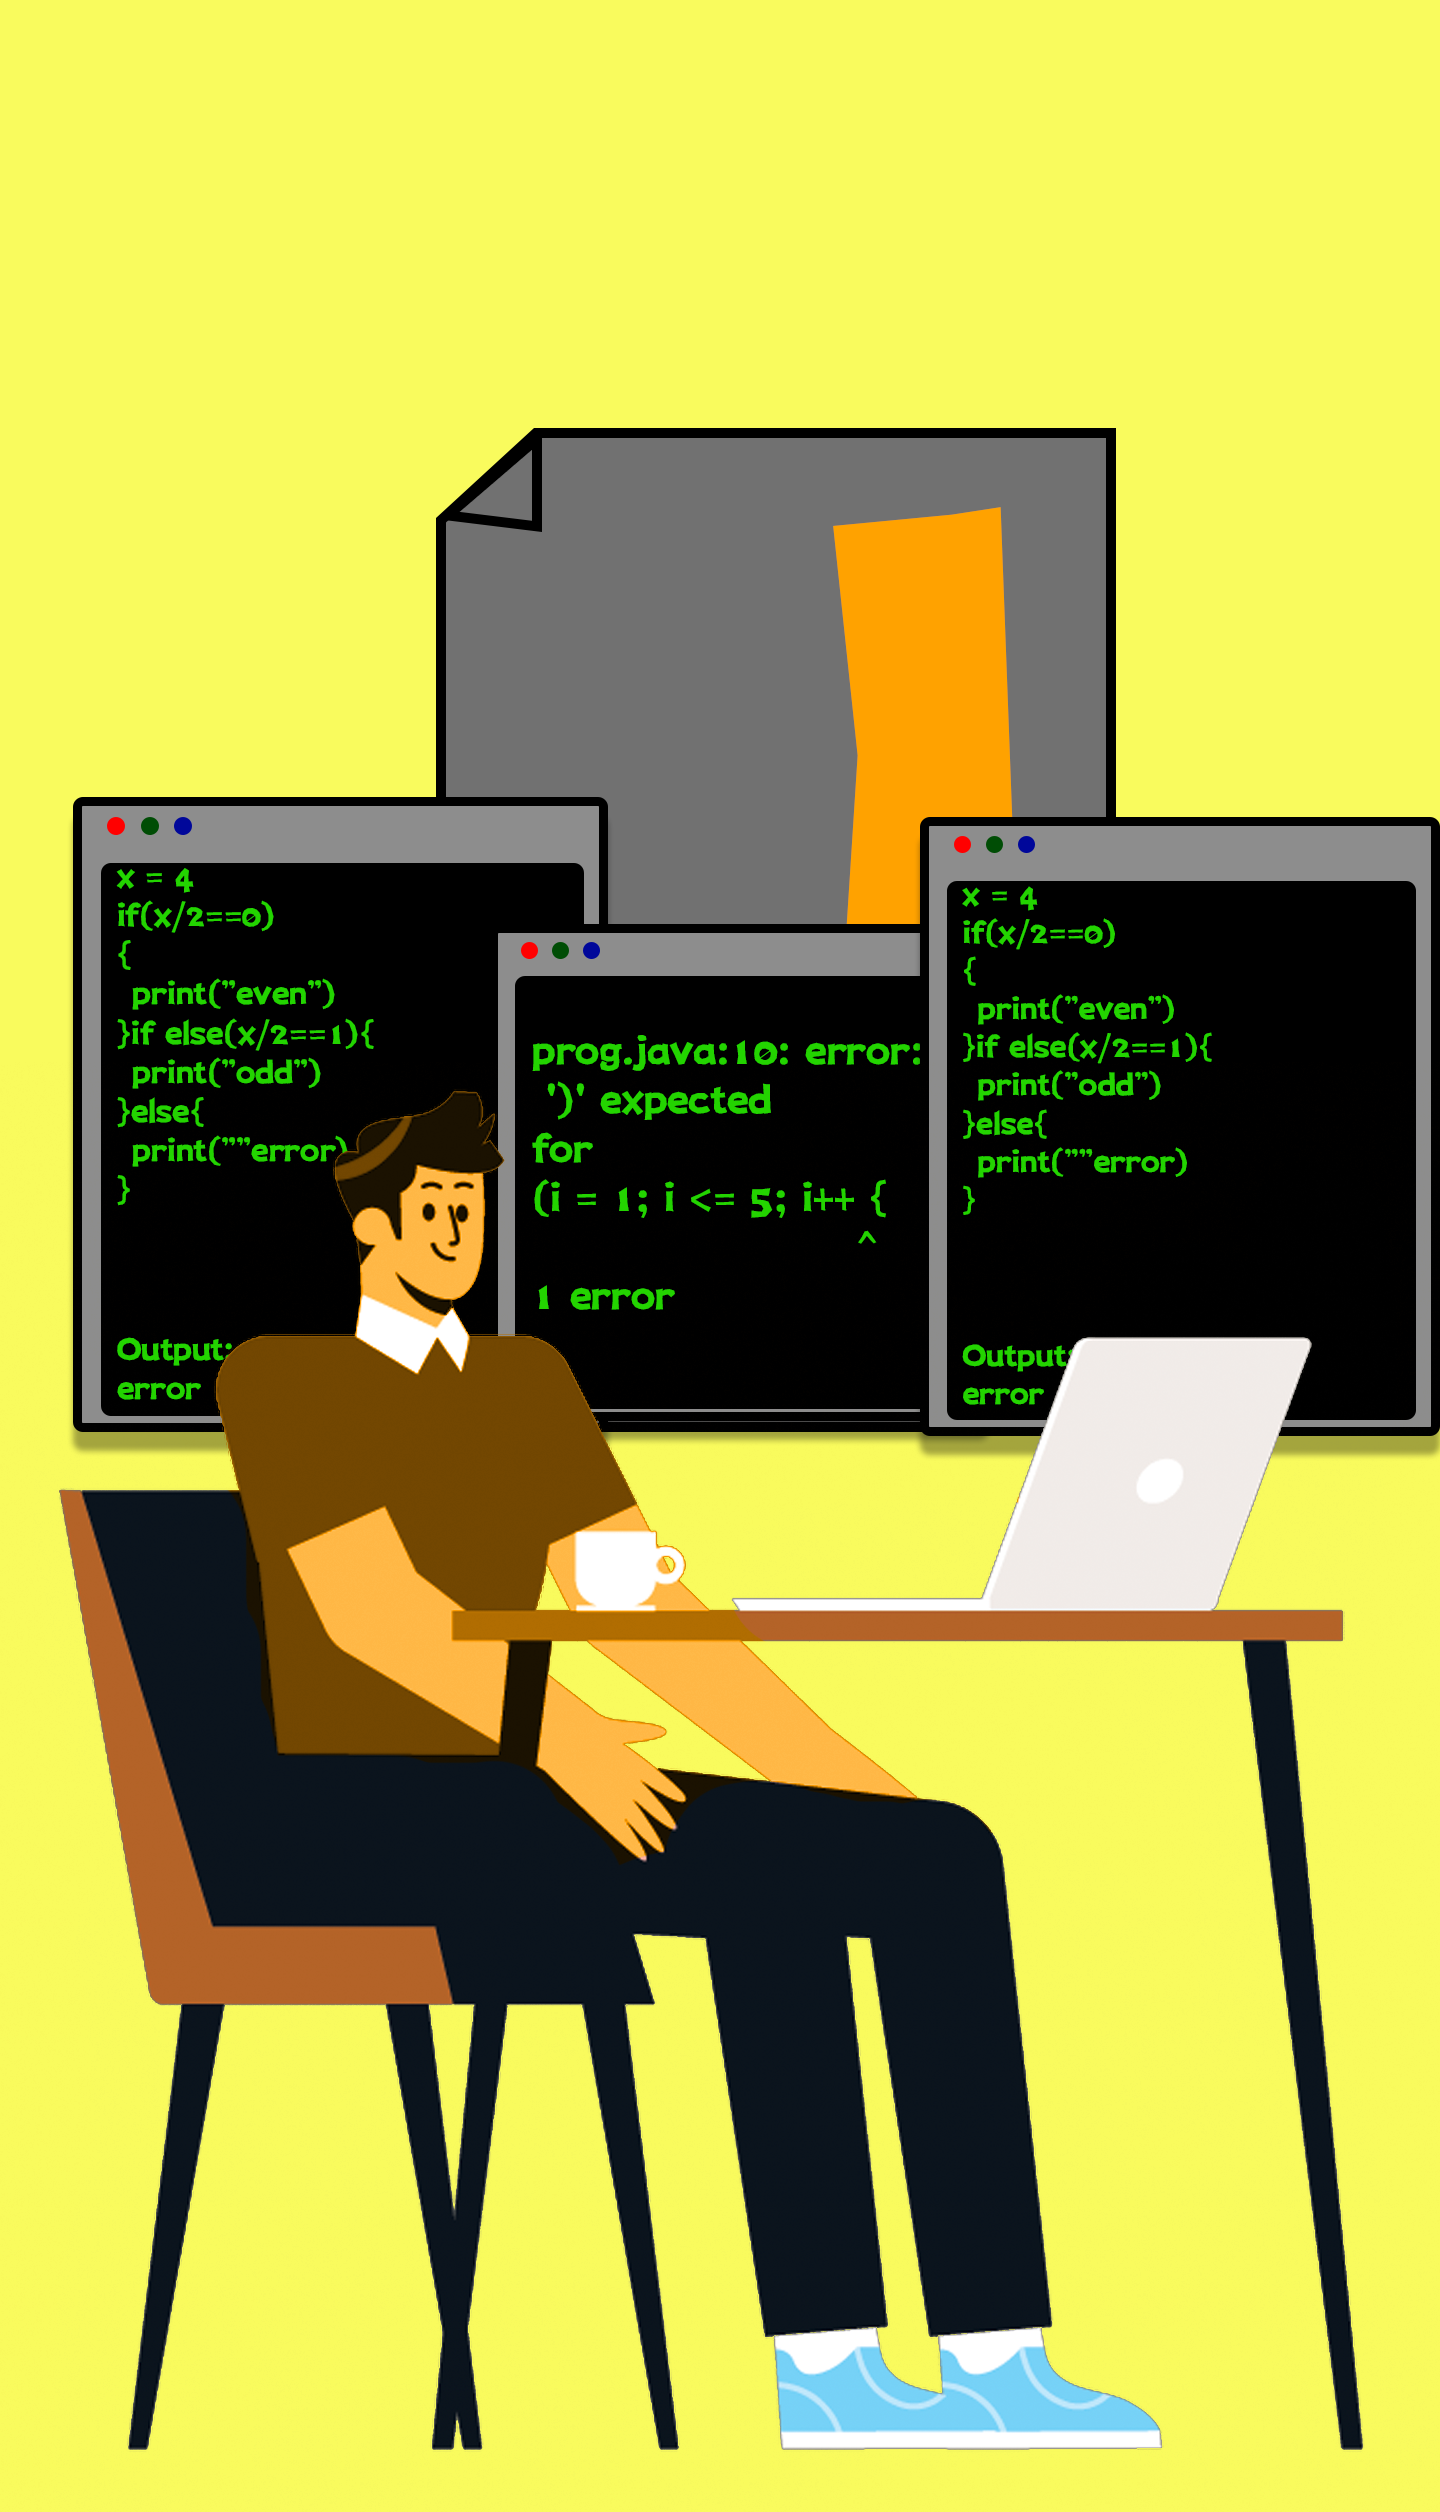 x = 4
if(x/2==0)
{
print("even")
}if else(x/2==1){
print("odd")
}else{
print(""error)
}
Output:
error
prog.java:10: error:
')' expected
for
(i = 1; i <= 5; i++ {
^
1 error
x = 4
if(x/2==0)
{
print("even")
}if else(x/2==1){
print("odd")
}else{
print(""error)
}
Output:
error